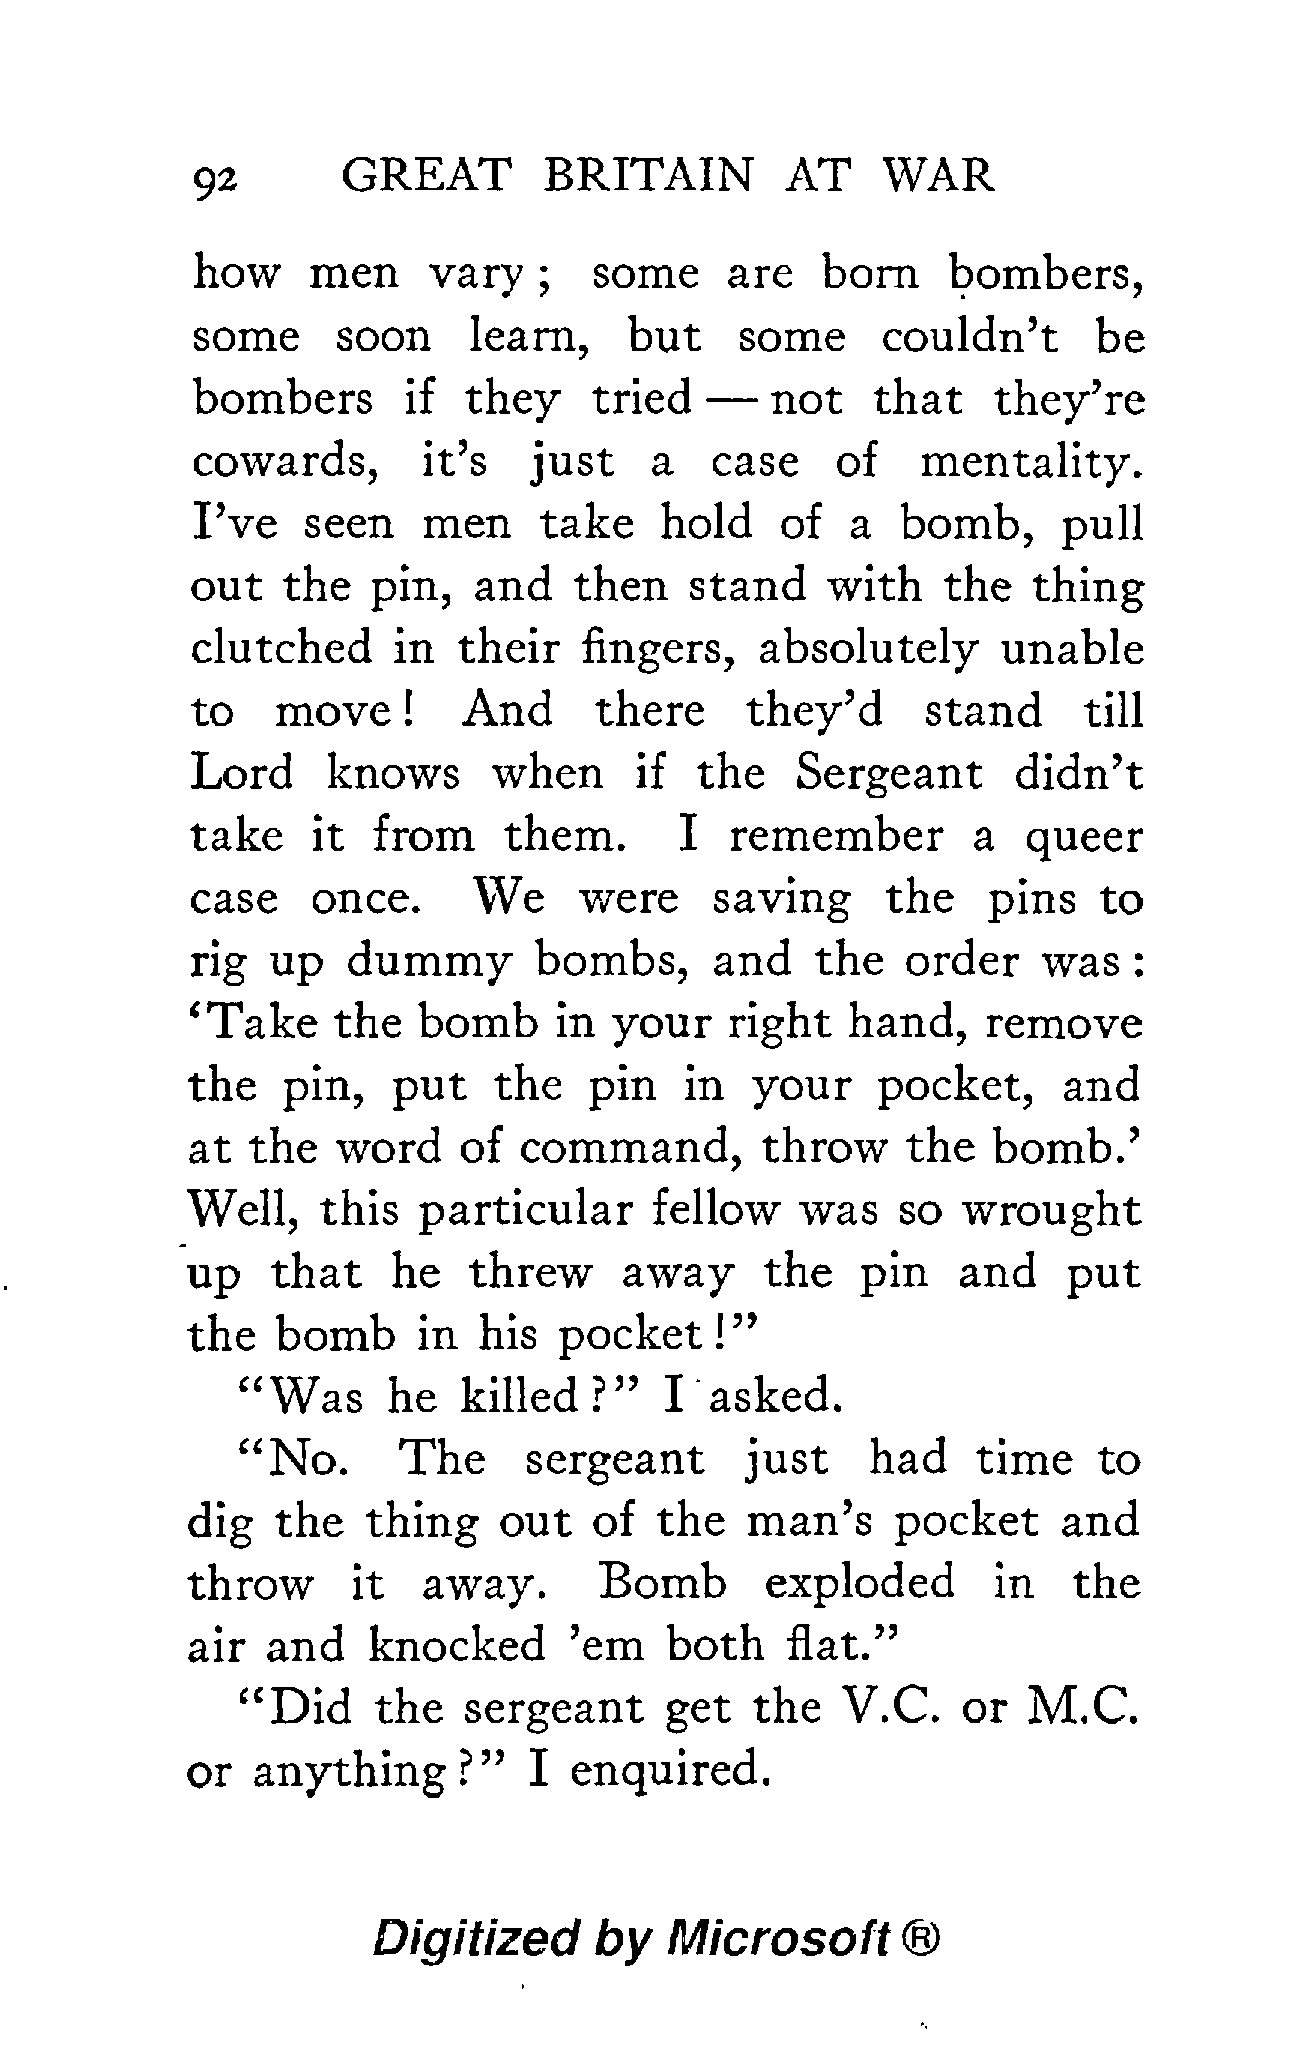 92 GREAT BRITAIN AT WAR
how men vary; some are born bombers,
some soon learn, but some couldn't be
bombers if they tried — not that they're
cowards, it's just a case of mentality.
I've seen men take hold of a bomb, pull
out the pin, and then stand with the thing
clutched in their fingers, absolutely unable
to move! And there they'd stand till
Lord knows when if the Sergeant didn't
take it from them. I remember a queer
case once. We were saving the pins to
rig up dummy bombs, and the order was:
'Take the bomb in your right hand, remove
the pin, put the pin in your pocket, and
at the word of command, throw the bomb.'
Well, this particular fellow was so wrought
up that he threw away the pin and put
the bomb in his pocket!"
"Was he killed?" I asked.
"No. The sergeant just had time to
dig the thing out of the man's pocket and
throw it away. Bomb exploded in the
air and knocked 'em both flat."
"Did the sergeant get the V.C. or M.C.
or anything?" I enquired.
Digitized by Microsoft ®